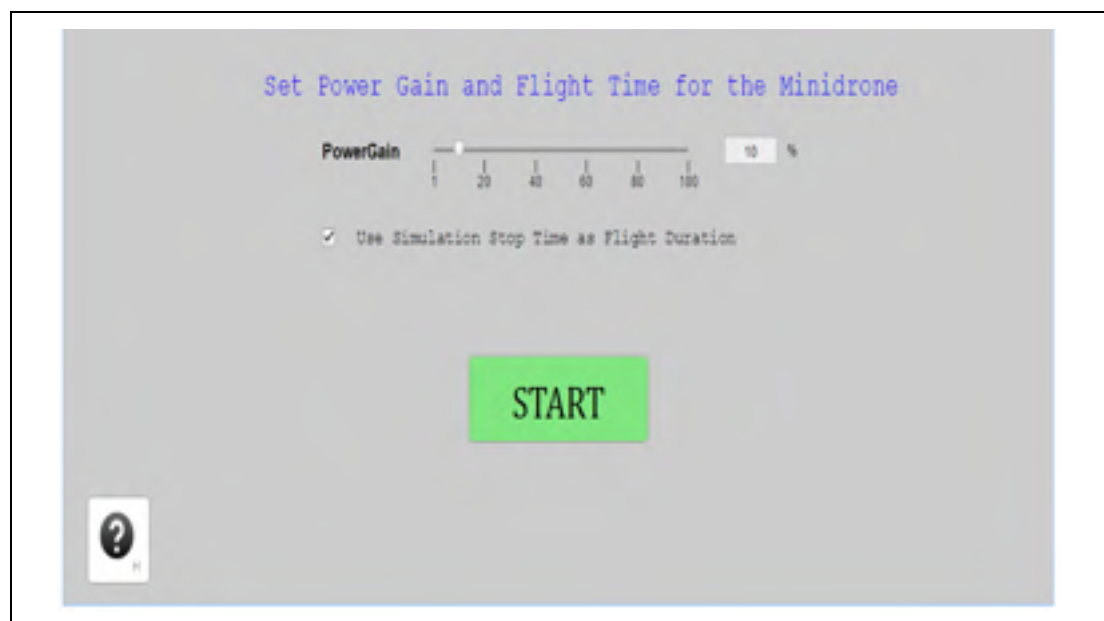 Set Power Gain and Flight Time for the Minidrone
PowerGain
10 %
1 20 40 60 80 100
Use Simulation Stop Time as Flight Duration
START
?
H